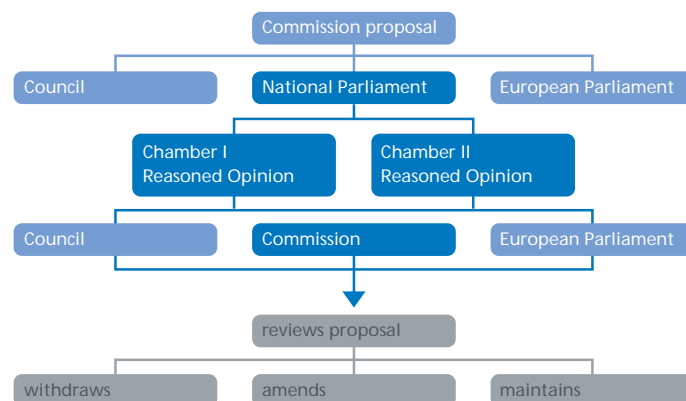 Commission proposal
Council
National Parliament
European Parliament
Chamber I
Reasoned Opinion
Chamber II
Reasoned Opinion
Council
Commission
European Parliament
reviews proposal
withdraws
amends
maintains